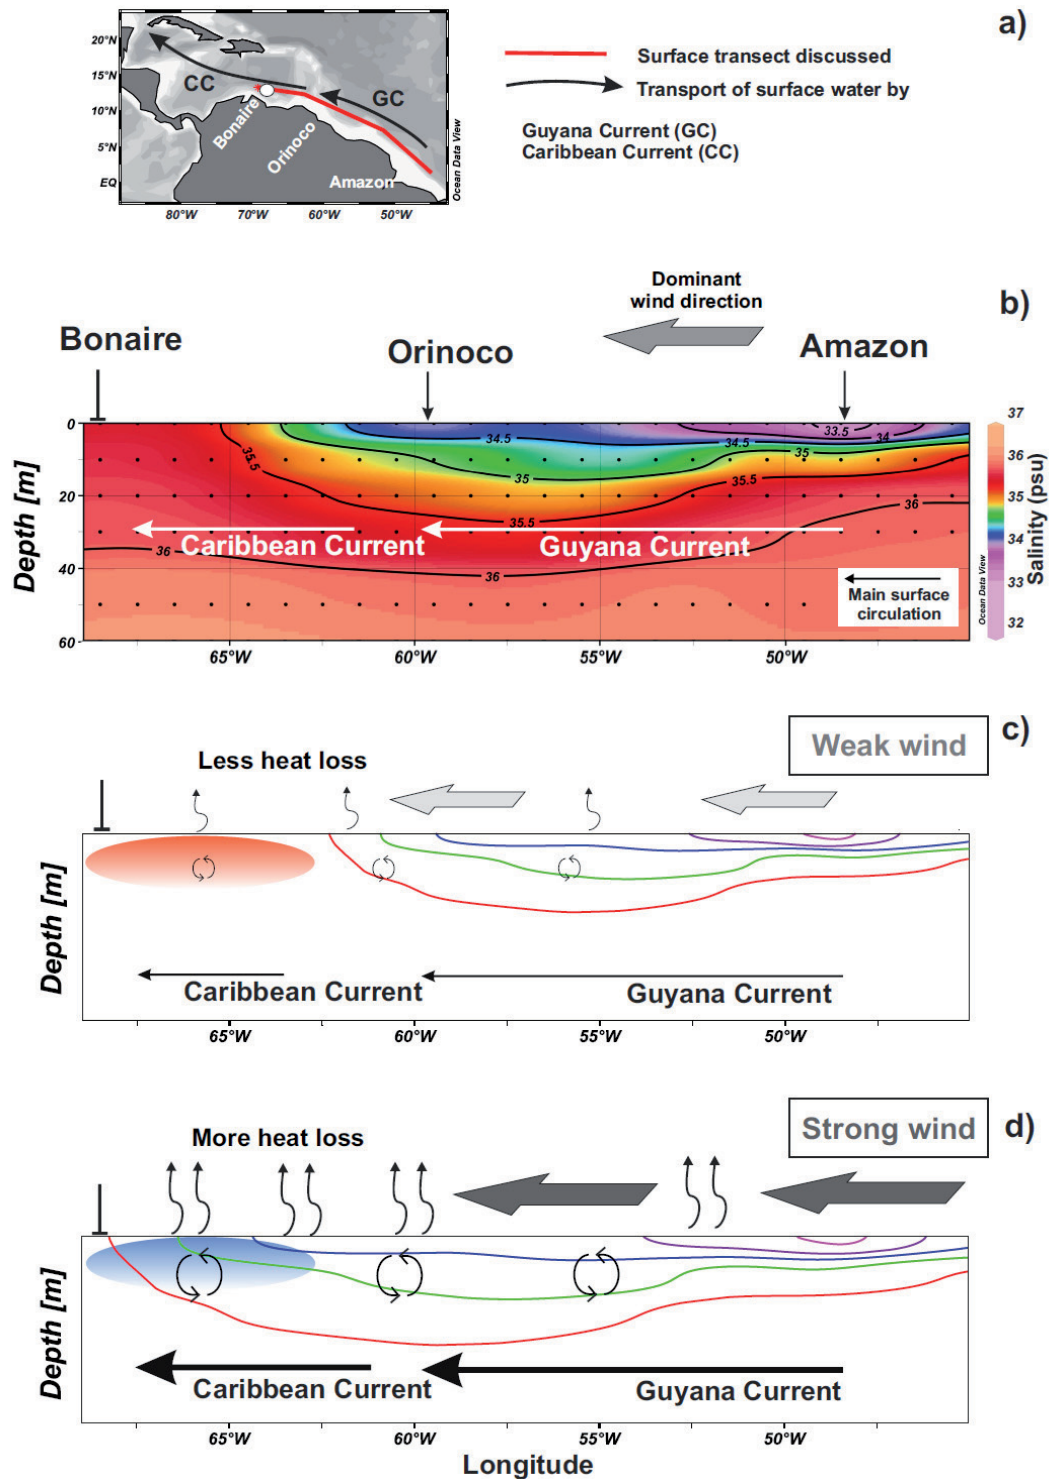 a)
20°N
15°N
10°N
5°N
EQ
CC
GC
Bonaire
Orinoco
Amazon
Ocean Data View
80°W 70°W 60°W 50°W
Surface transect discussed
Transport of surface water by
Guyana Current (GC)
Caribbean Current (CC)
b)
Dominant
wind direction
Bonaire
Orinoco
Amazon
Depth [m]
0
20
40
60
33.5
34
34.5
34.5
35
35
35.5
35.5
35.5
36
36
36
Caribbean Current
Guyana Current
Main surface
circulation
Ocean Data View
37
36
35
34
33
32
Salinity (psu)
65°W 60°W 55°W 50°W
c)
Weak wind
Less heat loss
Depth [m]
Caribbean Current
Guyana Current
65°W 60°W 55°W 50°W
d)
Strong wind
More heat loss
Depth [m]
Caribbean Current
Guyana Current
65°W 60°W 55°W 50°W
Longitude